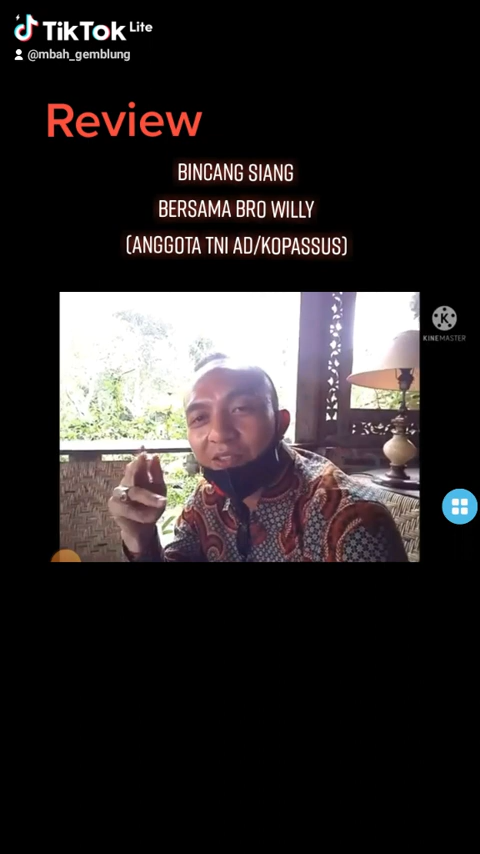 TikTok Lite
@mbah_gemblung
Review
BINCANG SIANG
BERSAMA BRO WILLY
(ANGGOTA TNI AD/KOPASSUS)
K
KINEMASTER